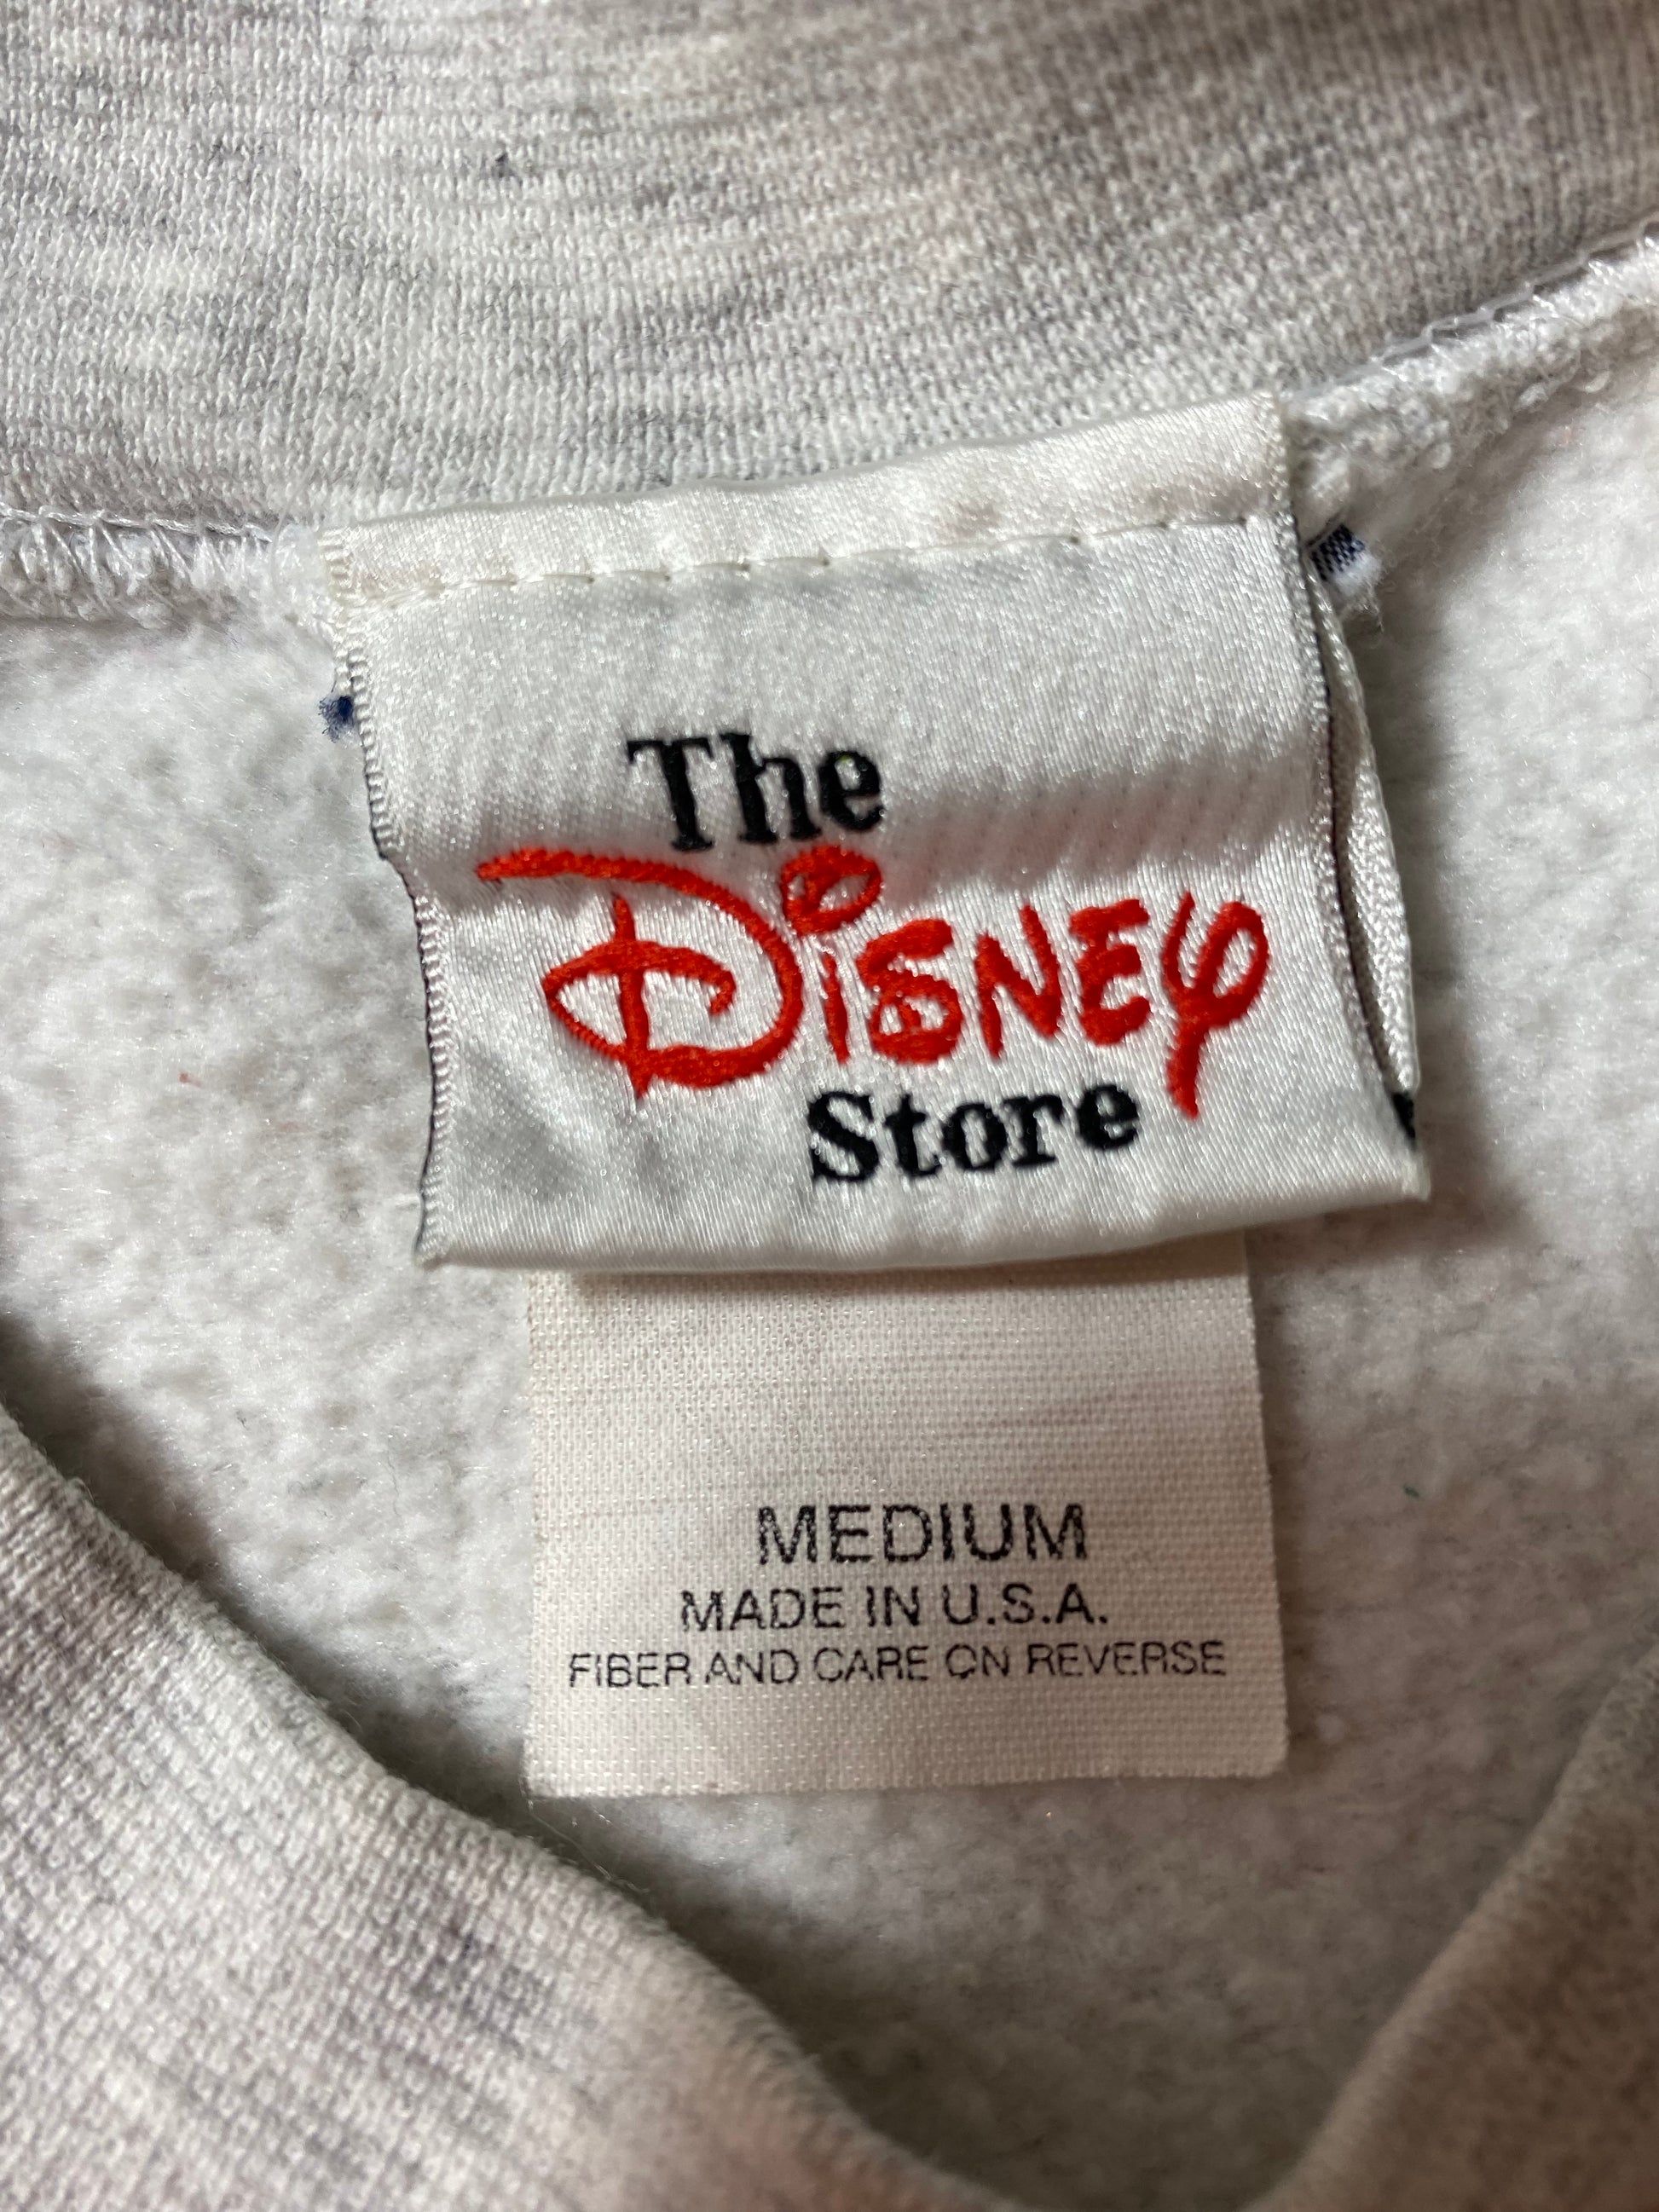 The
Disney
Store
MEDIUM
MADE IN U.S.A.
FIBER AND CARE ON REVERSE